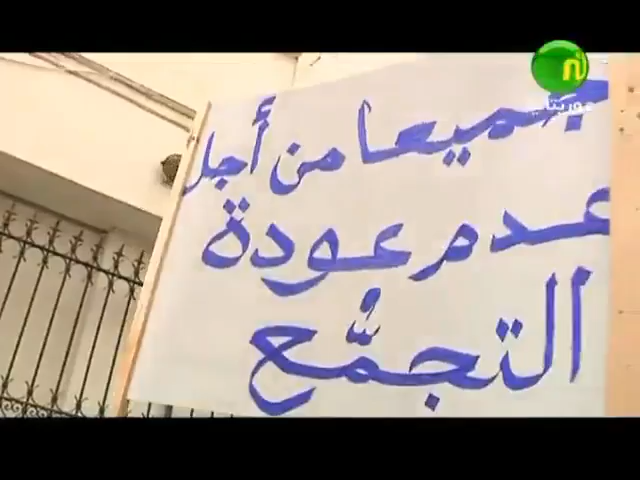 جميعا من أجل
عدم عودة
التجمّع